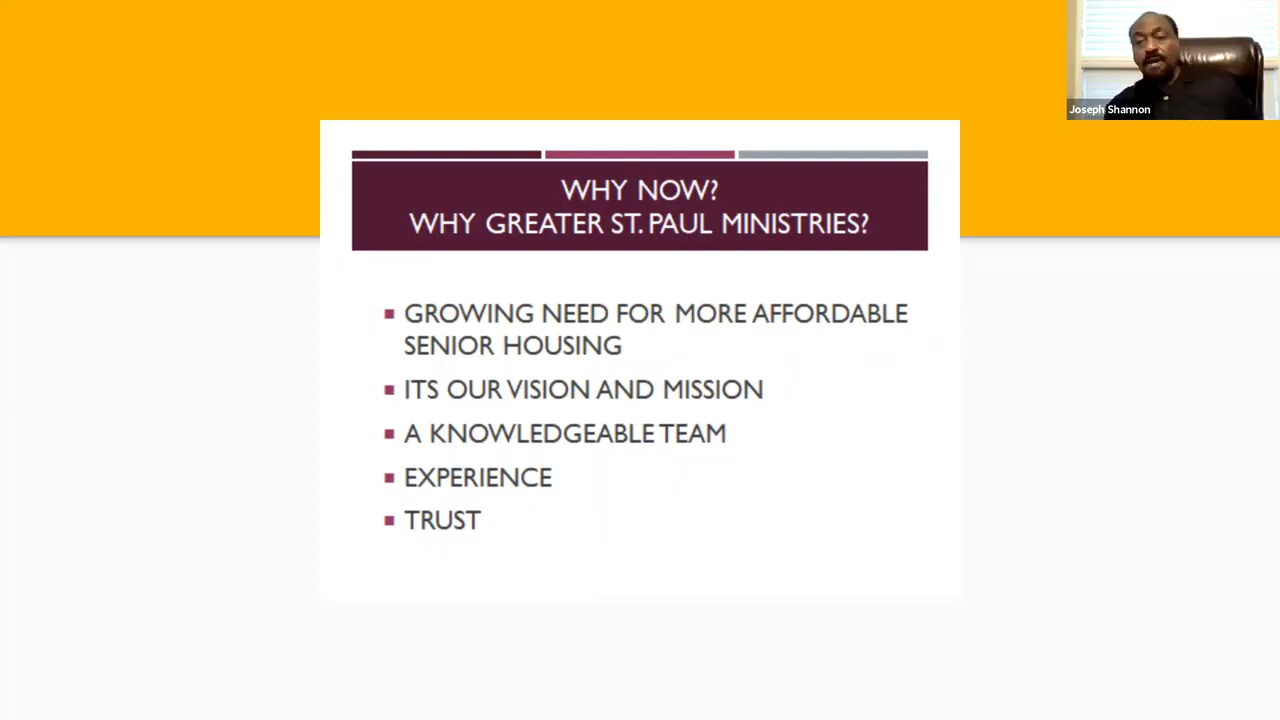 Joseph Shannon
WHY NOW?
WHY GREATER ST. PAUL MINISTRIES?
GROWING NEED FOR MORE AFFORDABLE
SENIOR HOUSING
ITS OUR VISION AND MISSION
A KNOWLEDGEABLE TEAM
EXPERIENCE
TRUST